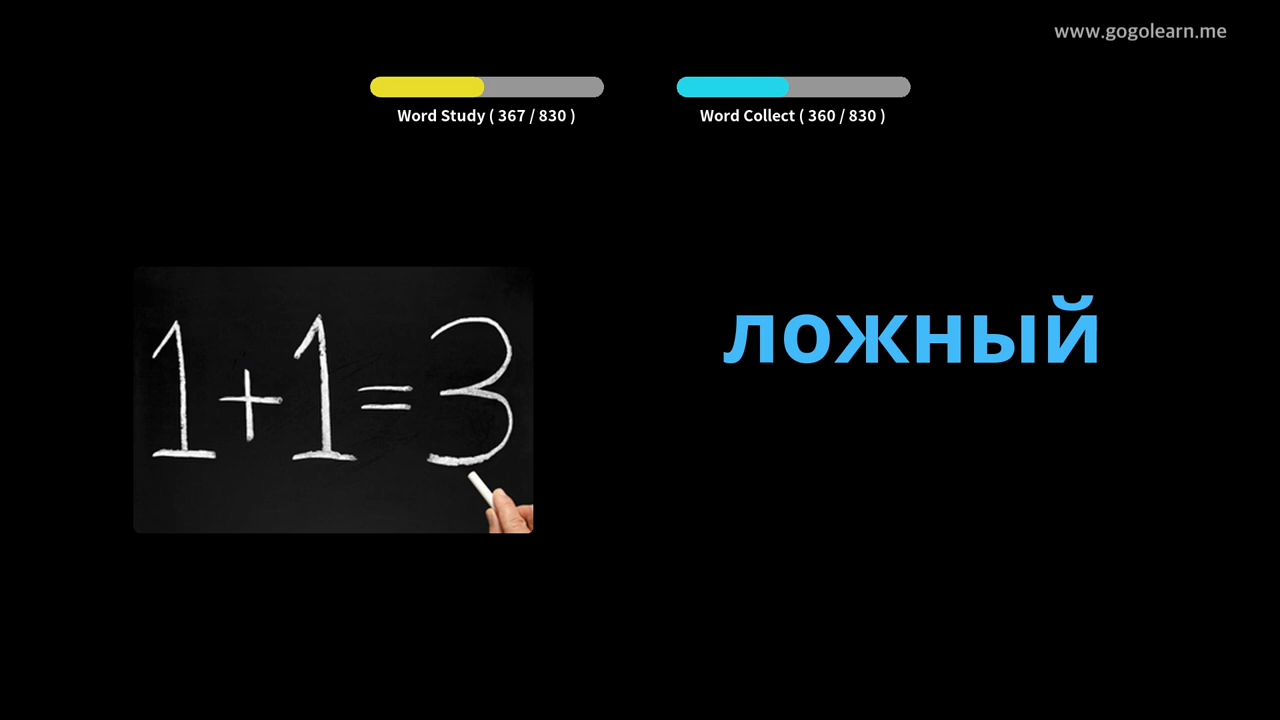 www.gogolearn.me
Word Study ( 367 / 830 )
Word Collect ( 360 / 830 )
1+1=3
ложный